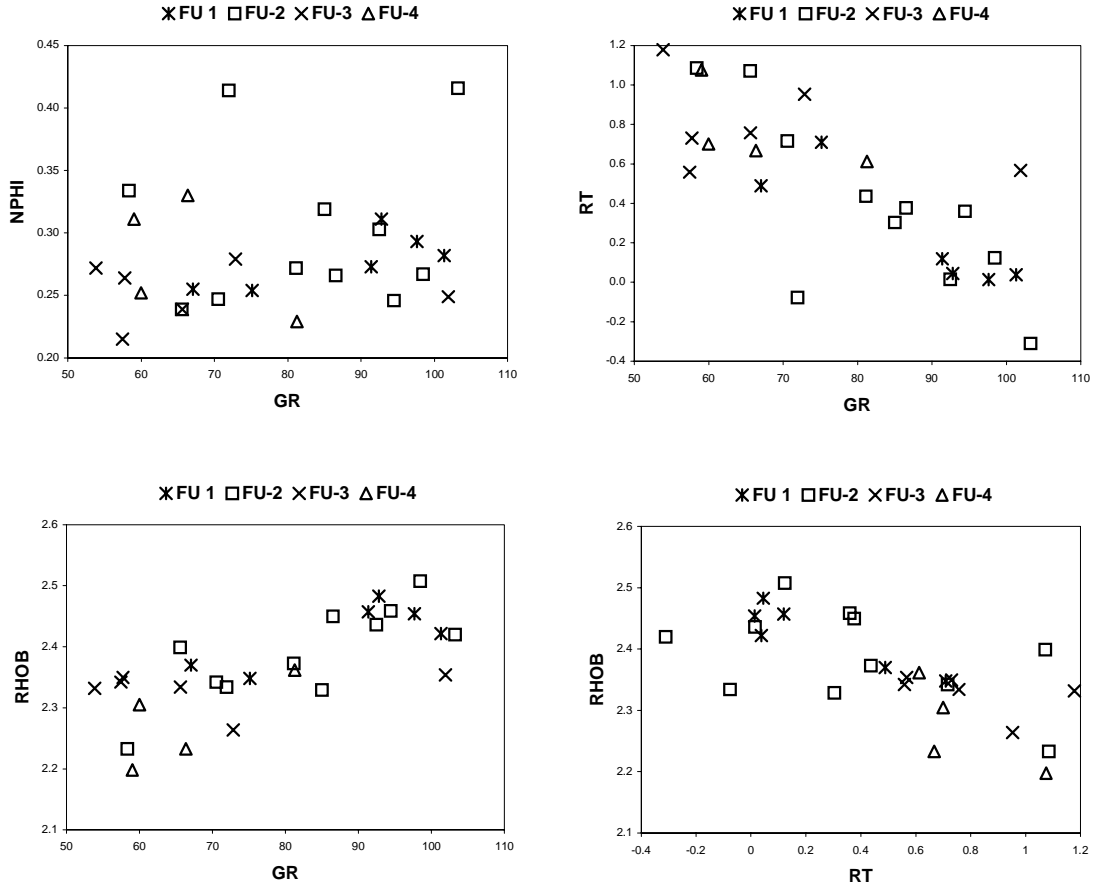 FU 1 FU-2 FU-3 FU-4
0.45
0.40
0.35
0.30
0.25
0.20
NPHI
50 60 70 80 90 100 110
GR
FU 1 FU-2 FU-3 FU-4
1.2
1.0
0.8
0.6
0.4
0.2
0.0
-0.2
-0.4
RT
50 60 70 80 90 100 110
GR
FU 1 FU-2 FU-3 FU-4
2.6
2.5
2.4
2.3
2.2
2.1
RHOB
50 60 70 80 90 100 110
GR
FU 1 FU-2 FU-3 FU-4
2.6
2.5
2.4
2.3
2.2
2.1
RHOB
-0.4 -0.2 0 0.2 0.4 0.6 0.8 1 1.2
RT